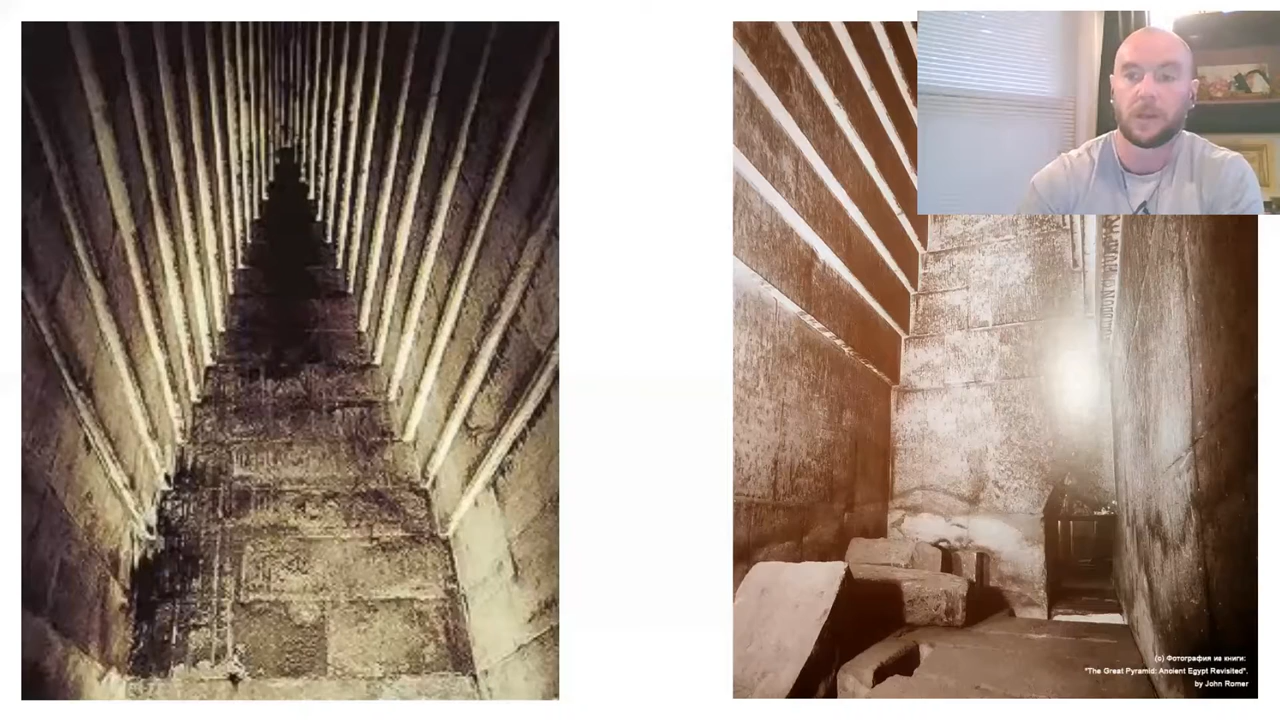 (c) Фотография из книги:
"The Great Pyramid: Ancient Egypt Revisited".
by John Romer